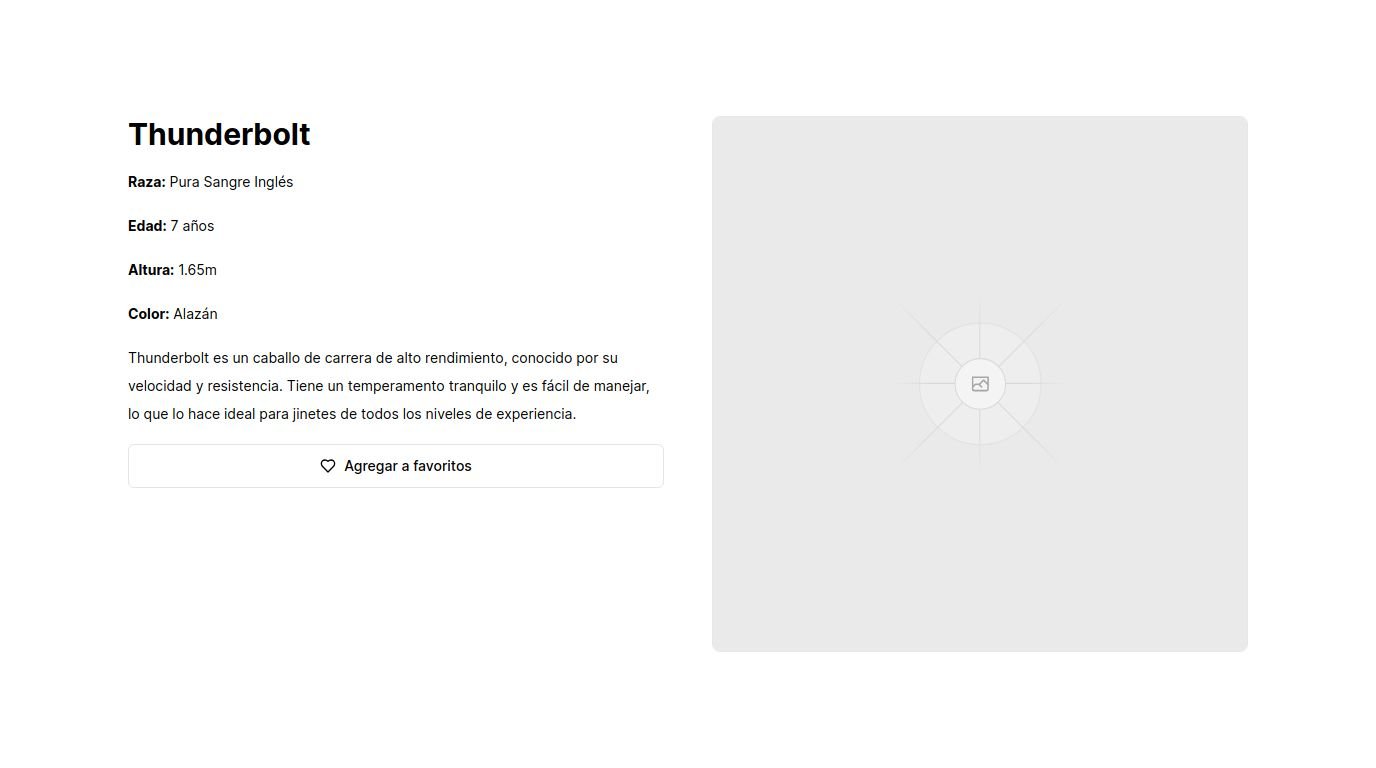 Thunderbolt
Raza: Pura Sangre Inglés
Edad: 7 años
Altura: 1.65m
Color: Alazán
Thunderbolt es un caballo de carrera de alto rendimiento, conocido por su
velocidad y resistencia. Tiene un temperamento tranquilo y es fácil de manejar,
lo que lo hace ideal para jinetes de todos los niveles de experiencia.
Agregar a favoritos